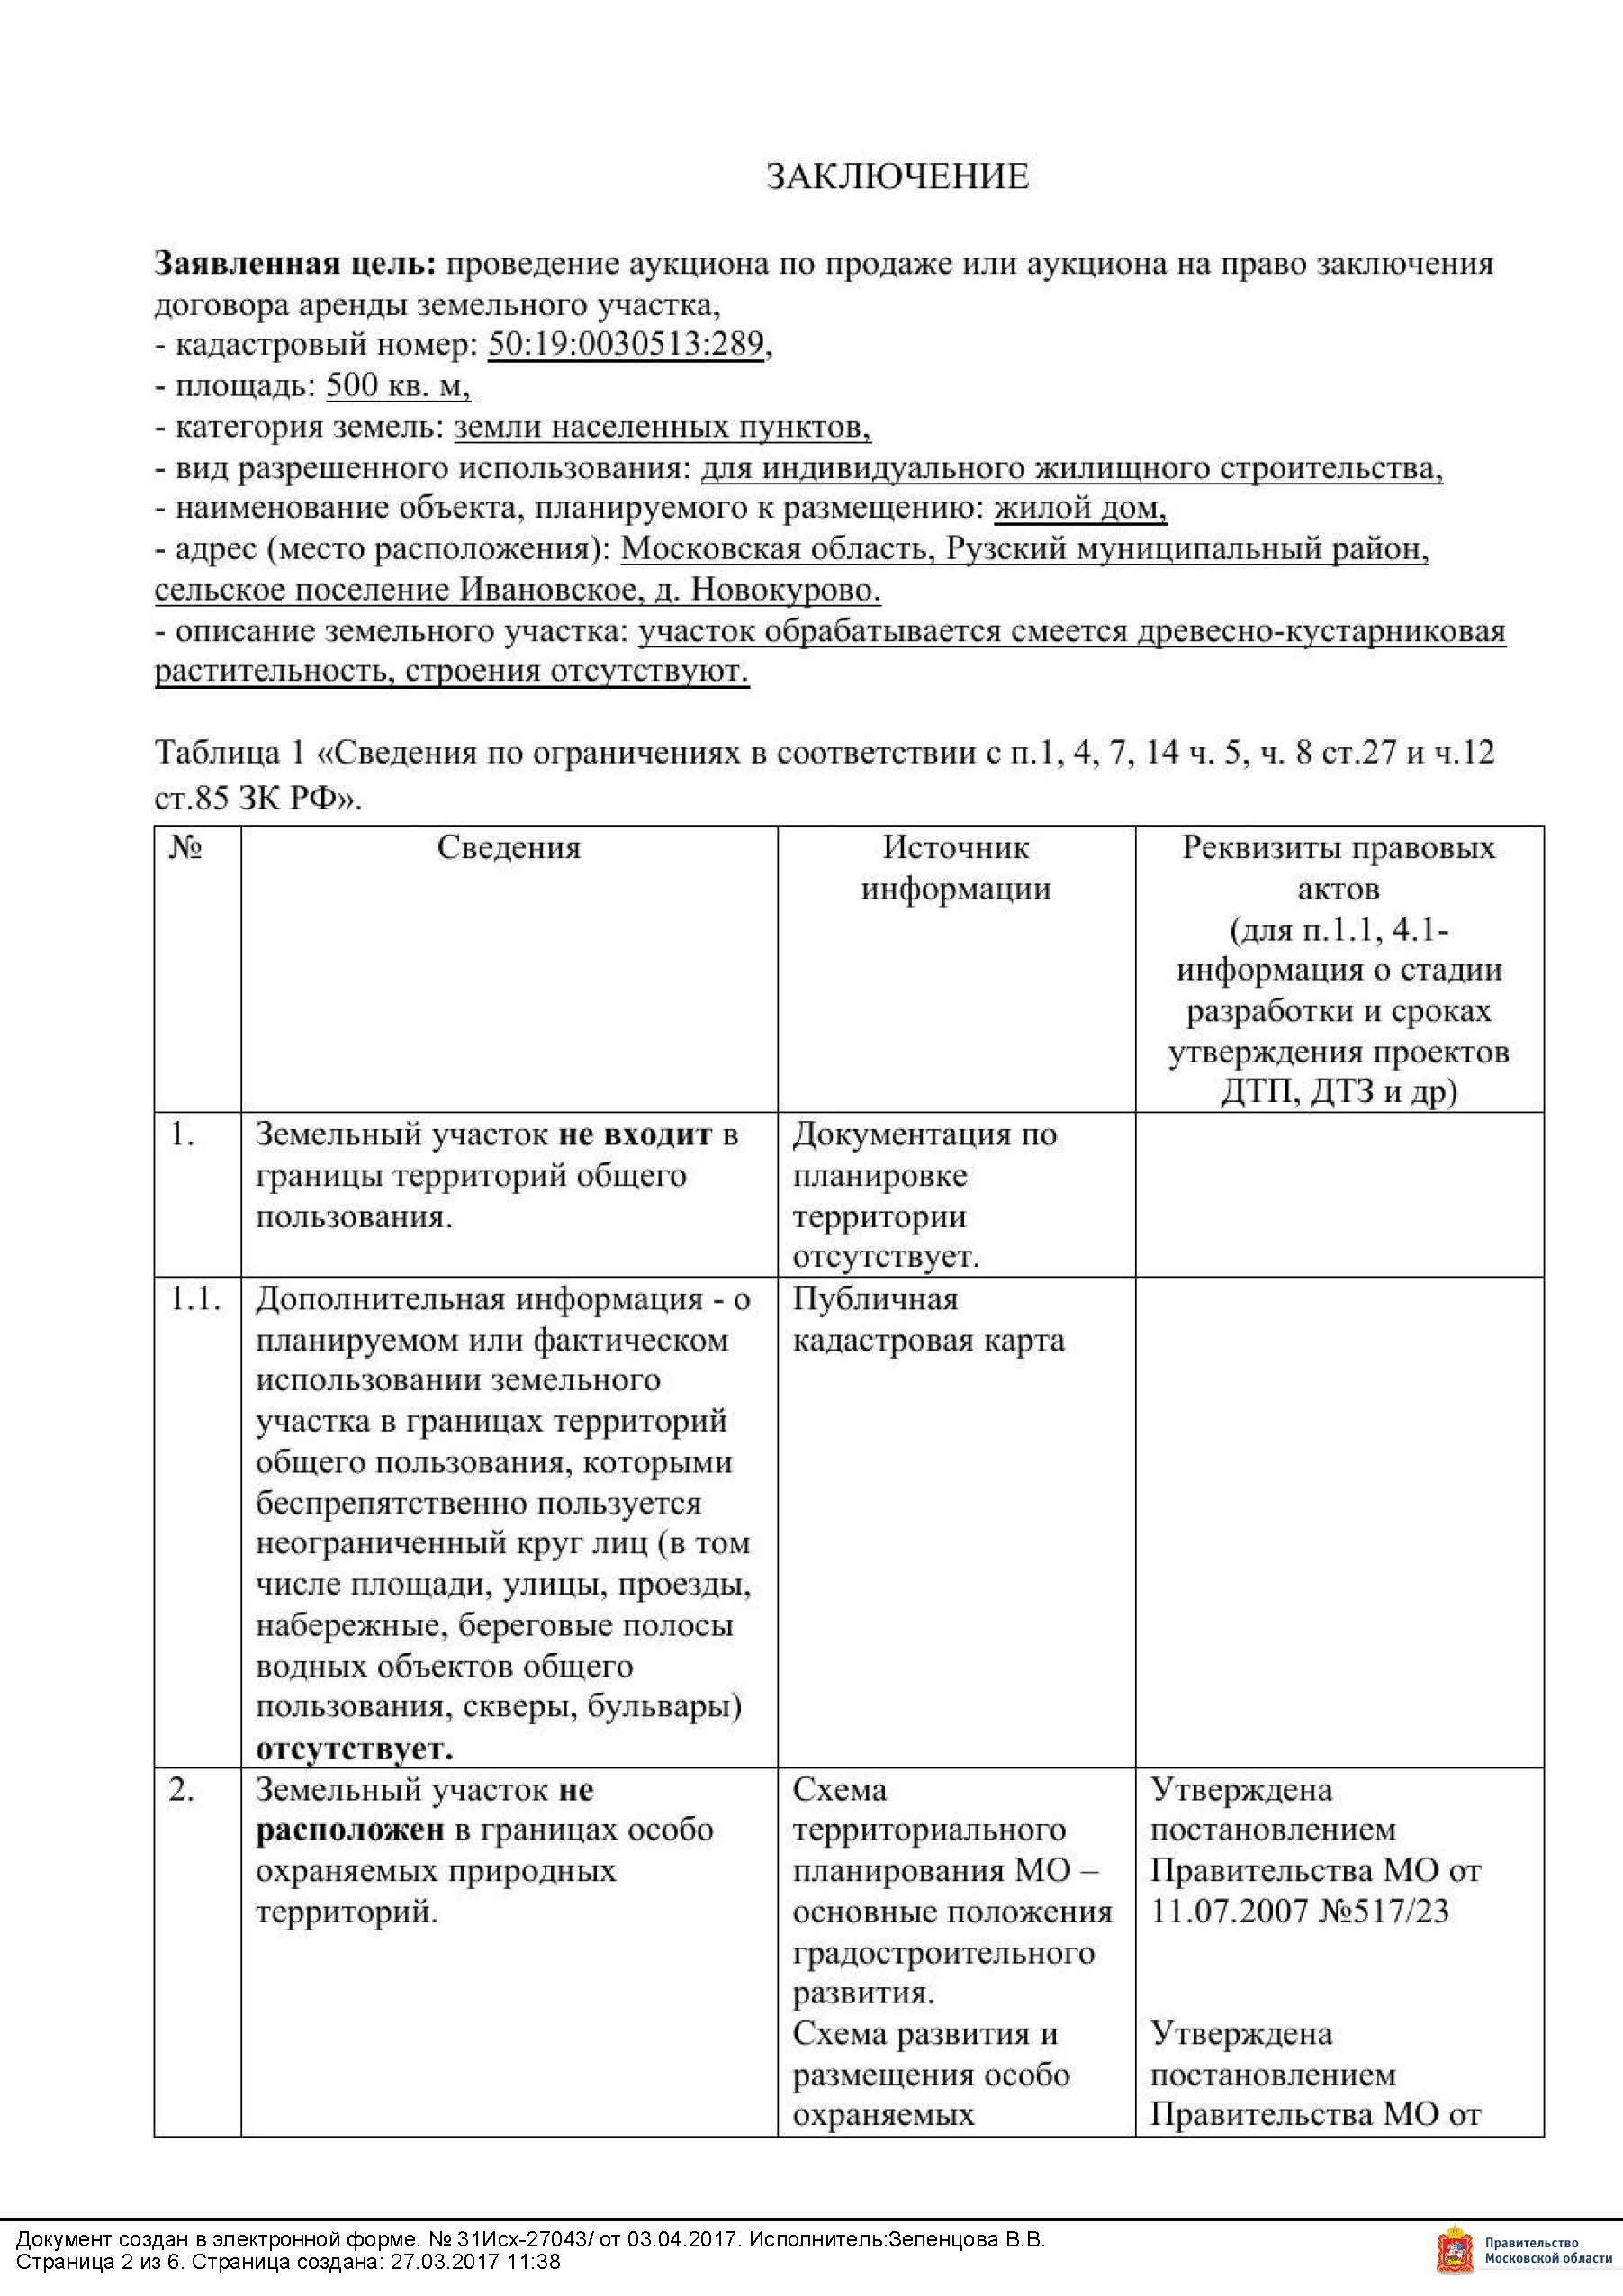 ЗАКЛЮЧЕНИЕ
Заявленная цель: проведение аукциона по продаже или аукциона на право заключения
договора аренды земельного участка,
- кадастровый номер: 50:19:0030513:289,
- площадь: 500 кв. м,
- категория земель: земли населенных пунктов,
- вид разрешенного использования: для индивидуального жилищного строительства,
- наименование объекта, планируемого к размещению: жилой дом,
- адрес (место расположения): Московская область, Рузский муниципальный район,
сельское поселение Ивановское, д. Новокурово.
- описание земельного участка: участок обрабатывается смеется древесно-кустарниковая
растительность, строения отсутствуют.
Таблица 1 «Сведения по ограничениях в соответствии с п.1, 4, 7, 14 ч. 5, ч. 8 ст.27 и ч.12
ст.85 ЗК РФ».
№
Сведения
Источник
информации
Реквизиты правовых
актов
(для п.1.1, 4.1-
информация о стадии
разработки и сроках
утверждения проектов
ДТП, ДТЗ и др)
1.
Земельный участок не входит в
границы территорий общего
пользования.
Документация по
планировке
территории
отсутствует.
1.1.
Дополнительная информация - о
планируемом или фактическом
использовании земельного
участка в границах территорий
общего пользования, которыми
беспрепятственно пользуется
неограниченный круг лиц (в том
числе площади, улицы, проезды,
набережные, береговые полосы
водных объектов общего
пользования, скверы, бульвары)
отсутствует.
Публичная
кадастровая карта
2.
Земельный участок не
расположен в границах особо
охраняемых природных
территорий.
Схема
территориального
планирования МО –
основные положения
градостроительного
развития.
Схема развития и
размещения особо
охраняемых
Утверждена
постановлением
Правительства МО от
11.07.2007 №517/23
Утверждена
постановлением
Правительства МО от
Документ создан в электронной форме. № 31Исх-27043/ от 03.04.2017. Исполнитель:Зеленцова В.В.
Страница 2 из 6. Страница создана: 27.03.2017 11:38
Правительство
Московской области